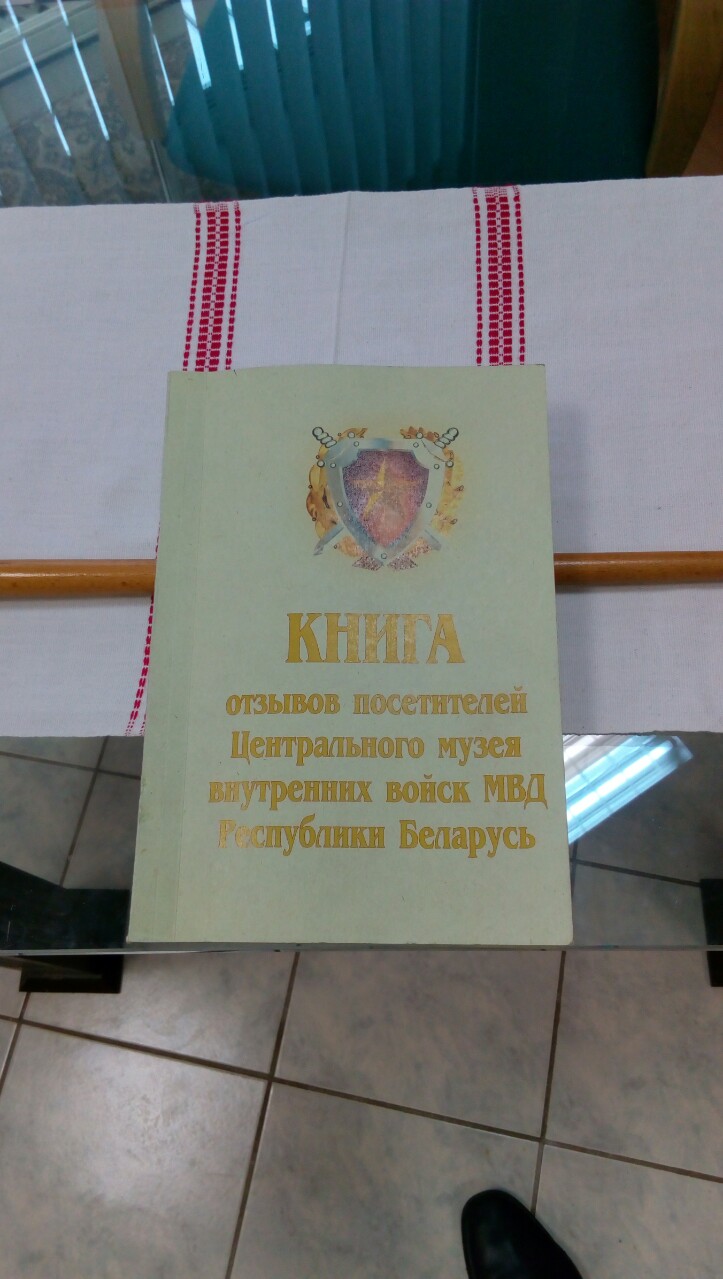 КНИГА
отзывов посетителей
Центрального музея
внутренних войск МВД
Республики Беларусь